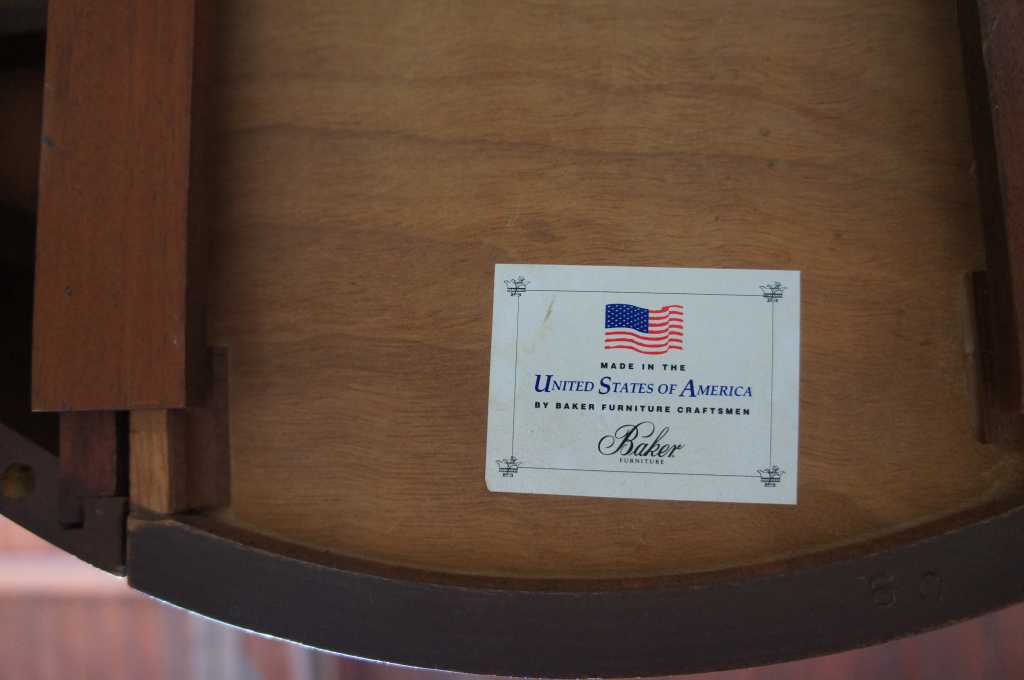 MADE IN THE
UNITED STATES OF AMERICA
BY BAKER FURNITURE CRAFTSMEN
Baker
FURNITURE